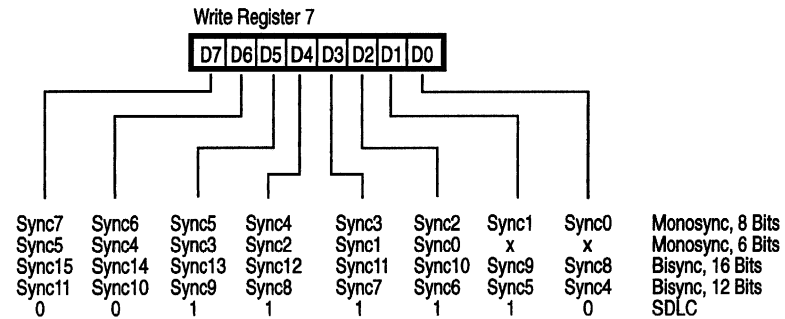 Write Register 7
D7 D6 D5 D4 D3 D2 D1 D0
Sync7 Sync6 Sync5 Sync4 Sync3 Sync2 Sync1 Sync0 Monosync, 8 Bits
Sync5 Sync4 Sync3 Sync2 Sync1 Sync0 x x Monosync, 6 Bits
Sync15 Sync14 Sync13 Sync12 Sync11 Sync10 Sync9 Sync8 Bisync, 16 Bits
Sync11 Sync10 Sync9 Sync8 Sync7 Sync6 Sync5 Sync4 Bisync, 12 Bits
0 0 1 1 1 1 1 0 SDLC